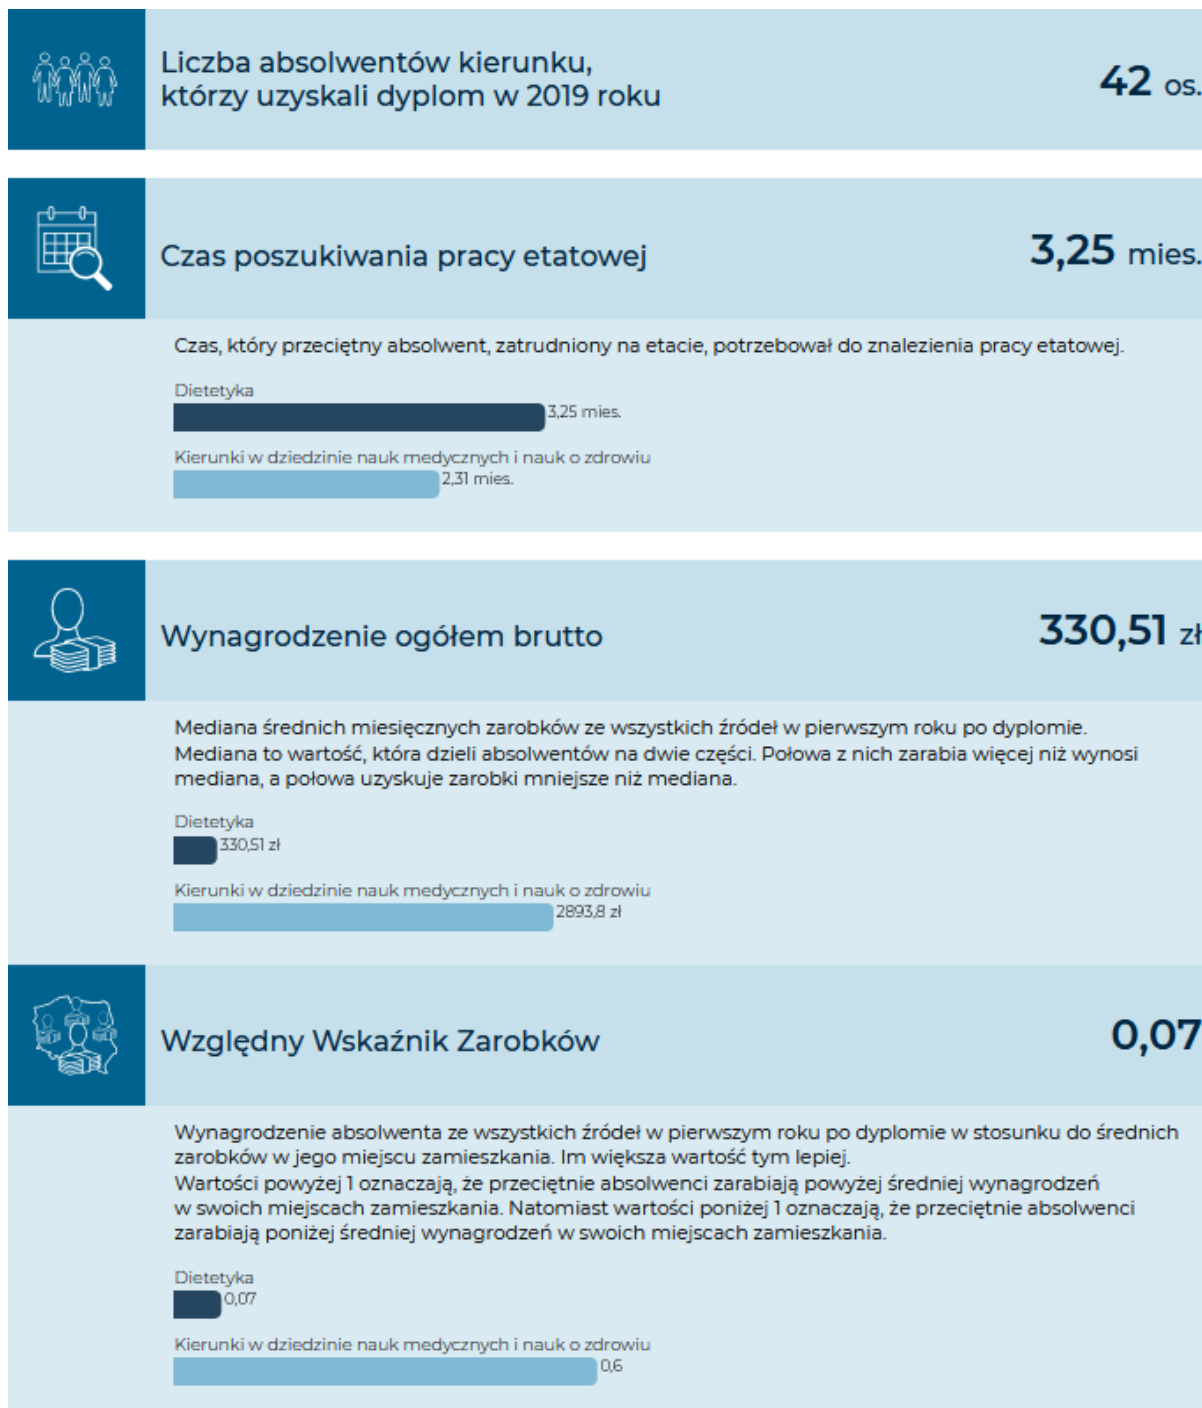 Liczba absolwentów kierunku,
którzy uzyskali dyplom w 2019 roku
42 os.
Czas poszukiwania pracy etatowej
3,25 mies.
Czas, który przeciętny absolwent, zatrudniony na etacie, potrzebował do znalezienia pracy etatowej.
Dietetyka
3,25 mies.
Kierunki w dziedzinie nauk medycznych i nauk o zdrowiu
2,31 mies.
Wynagrodzenie ogółem brutto
330,51 zł
Mediana średnich miesięcznych zarobków ze wszystkich źródeł w pierwszym roku po dyplomie.
Mediana to wartość, która dzieli absolwentów na dwie części. Połowa z nich zarabia więcej niż wynosi
mediana, a połowa uzyskuje zarobki mniejsze niż mediana.
Dietetyka
330,51 zł
Kierunki w dziedzinie nauk medycznych i nauk o zdrowiu
2893,8 zł
Względny Wskaźnik Zarobków
0,07
Wynagrodzenie absolwenta ze wszystkich źródeł w pierwszym roku po dyplomie w stosunku do średnich
zarobków w jego miejscu zamieszkania. Im większa wartość tym lepiej.
Wartości powyżej 1 oznaczają, że przeciętnie absolwenci zarabiają powyżej średniej wynagrodzeń
w swoich miejscach zamieszkania. Natomiast wartości poniżej 1 oznaczają, że przeciętnie absolwenci
zarabiają poniżej średniej wynagrodzeń w swoich miejscach zamieszkania.
Dietetyka
0,07
Kierunki w dziedzinie nauk medycznych i nauk o zdrowiu
0,6